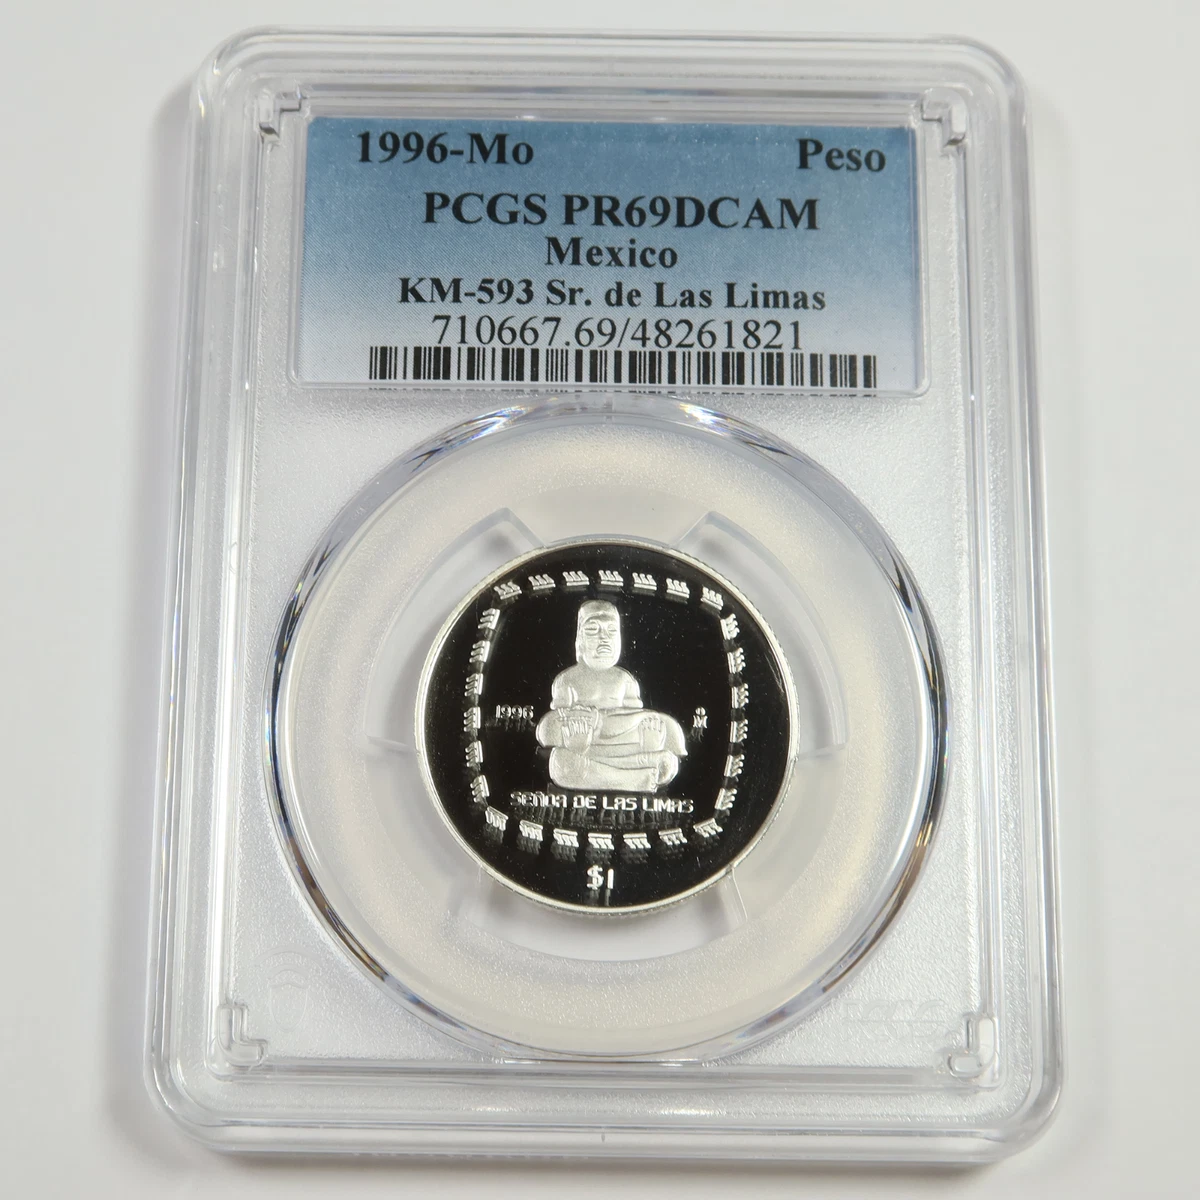 1996-Mo Peso
PCGS PR69DCAM
Mexico
KM-593 Sr. de Las Limas
710667.69/48261821
1996 Mo
SEÑOR DE LAS LIMAS
$1